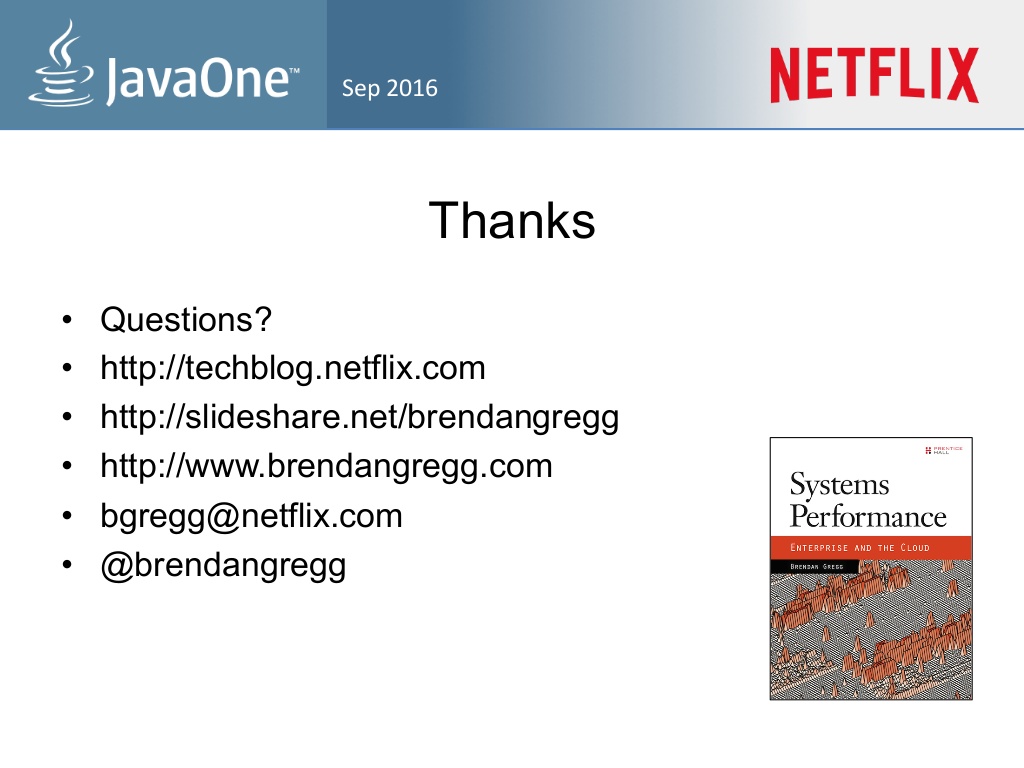 JavaOne™
Sep 2016
NETFLIX
Thanks
• Questions?
• http://techblog.netflix.com
• http://slideshare.net/brendangregg
• http://www.brendangregg.com
• bgregg@netflix.com
• @brendangregg
PRENTICE
HALL
Systems
Performance
ENTERPRISE AND THE CLOUD
BRENDAN GREGG